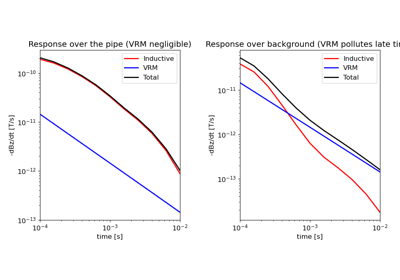 Response over the pipe (VRM negligible)
Response over background (VRM pollutes late ti
Inductive
VRM
Total
Inductive
VRM
Total
-dBz/dt [T/s]
10⁻¹⁰
10⁻¹¹
10⁻¹²
10⁻¹³
10⁻⁴
10⁻³
10⁻²
time [s]
-dBz/dt [T/s]
10⁻¹¹
10⁻¹²
10⁻¹³
10⁻⁴
10⁻³
10⁻²
time [s]